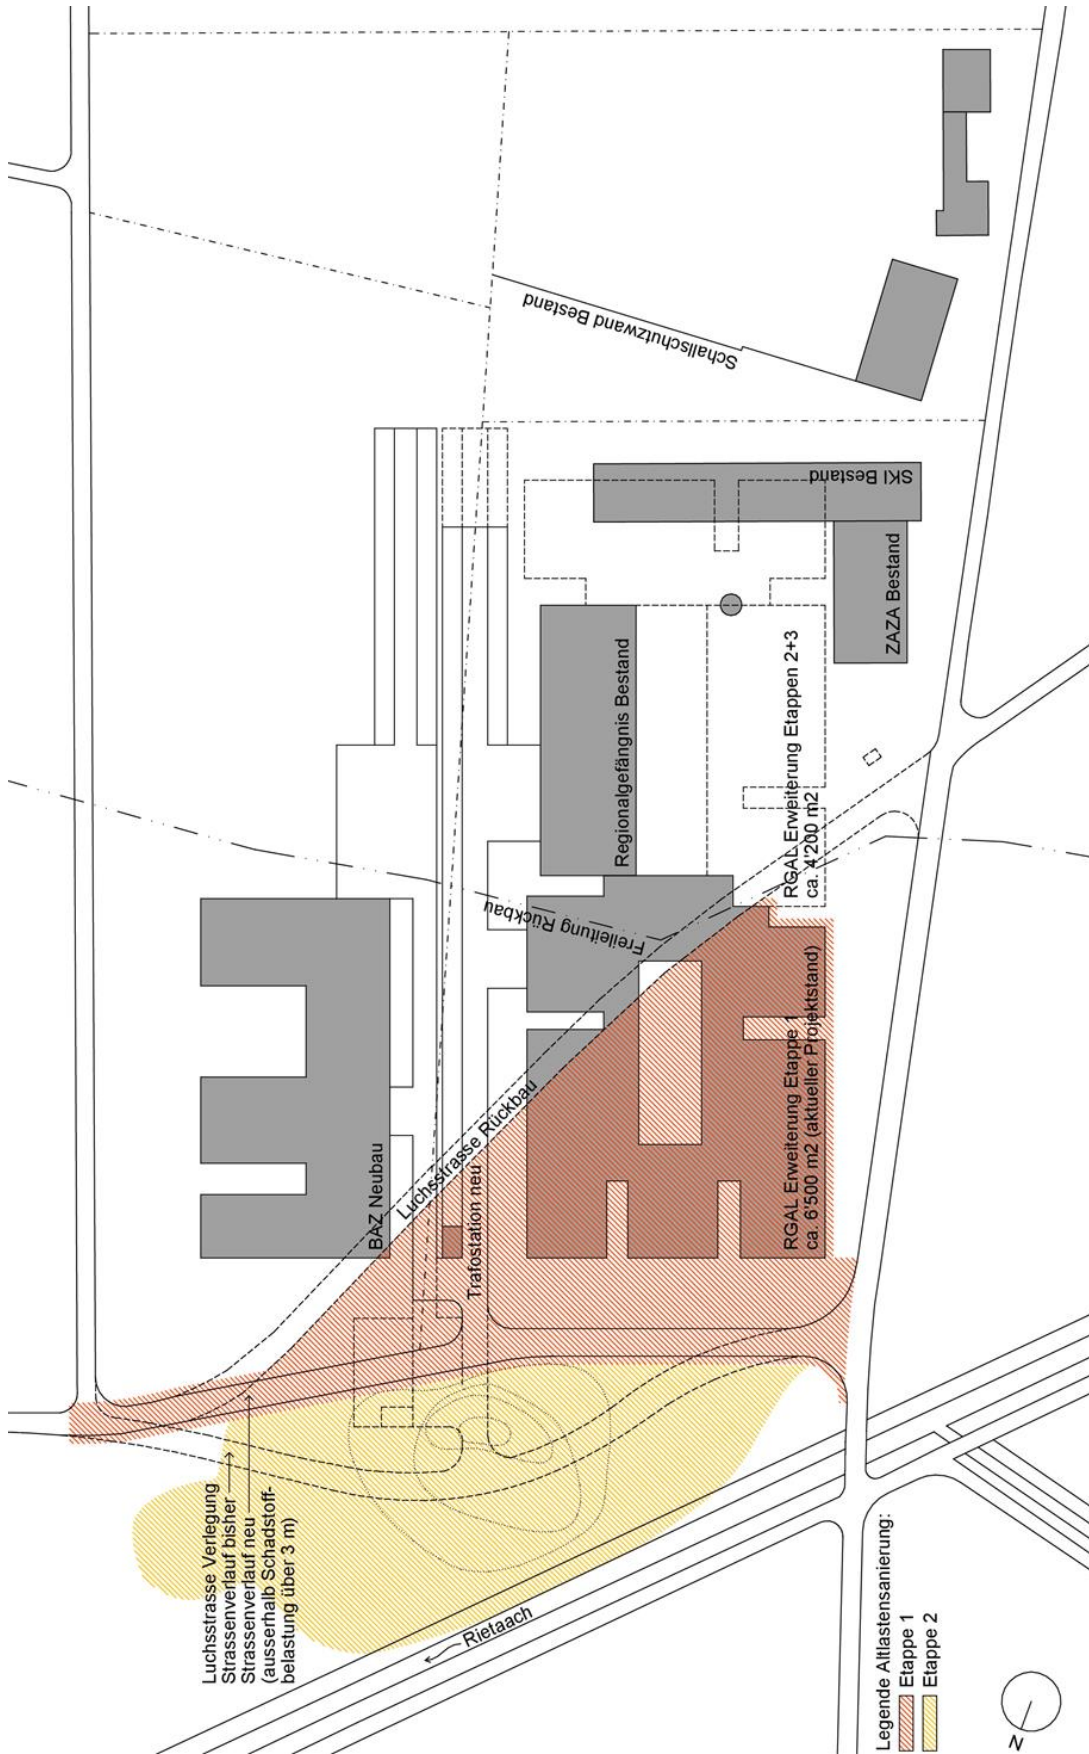 Schallschutzwand Bestand
SKI Bestand
ZAZA Bestand
Regionalgefängnis Bestand
RGAL Erweiterung Etappen 2+3
ca. 4'200 m2
Freileitung Rückbau
RGAL Erweiterung Etappe 1
ca. 6'500 m2 (aktueller Projektstand)
BAZ Neubau
Luchsstrasse Rückbau
Trafostation neu
Luchsstrasse Verlegung
Strassenverlauf bisher
Strassenverlauf neu
(ausserhalb Schadstoff-
belastung über 3 m)
Rietaach
Legende Altlastensanierung:
Etappe 1
Etappe 2
N